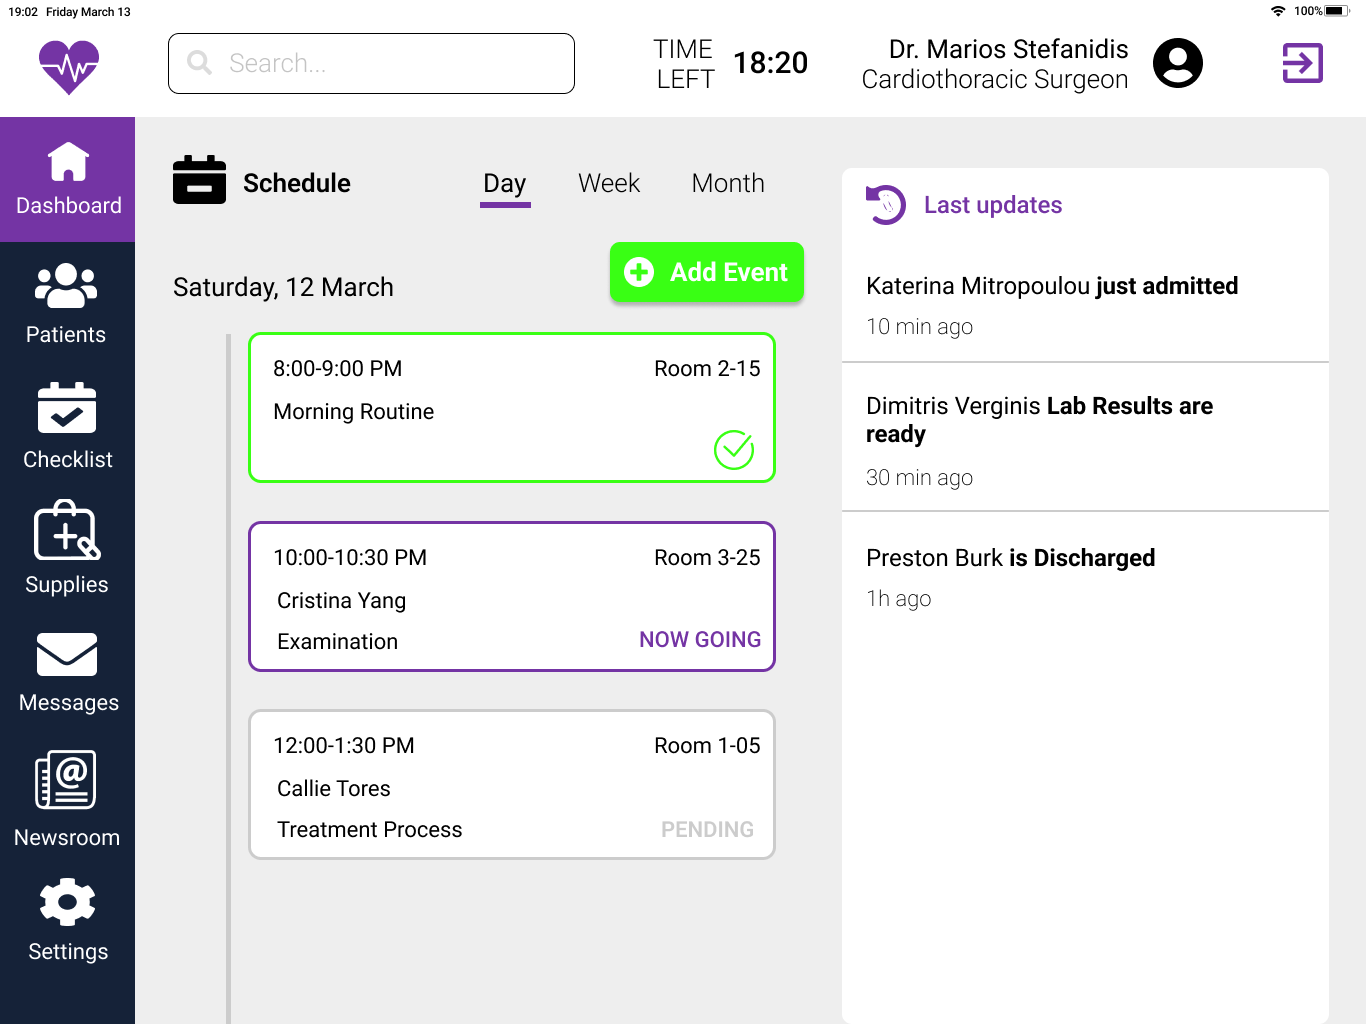 19:02 Friday March 13
100%
Search...
TIME LEFT
18:20
Dr. Marios Stefanidis
Cardiothoracic Surgeon
Dashboard
Patients
Checklist
Supplies
Messages
Newsroom
Settings
Schedule
Day
Week
Month
Saturday, 12 March
Add Event
8:00-9:00 PM
Room 2-15
Morning Routine
10:00-10:30 PM
Room 3-25
Cristina Yang
Examination
NOW GOING
12:00-1:30 PM
Room 1-05
Callie Tores
Treatment Process
PENDING
Last updates
Katerina Mitropoulou just admitted
10 min ago
Dimitris Verginis Lab Results are
ready
30 min ago
Preston Burk is Discharged
1h ago